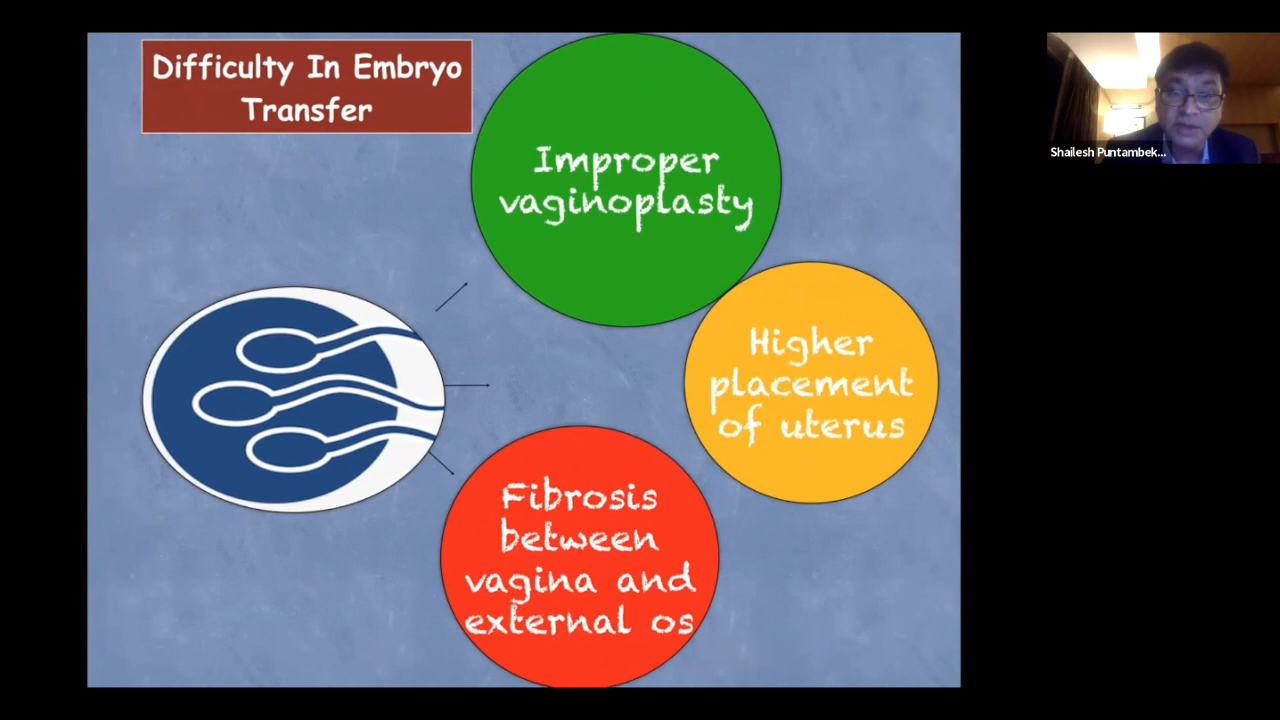 Difficulty In Embryo
Transfer
Improper
vaginoplasty
Higher
placement
of uterus
Fibrosis
between
vagina and
external os
Shailesh Puntambek...